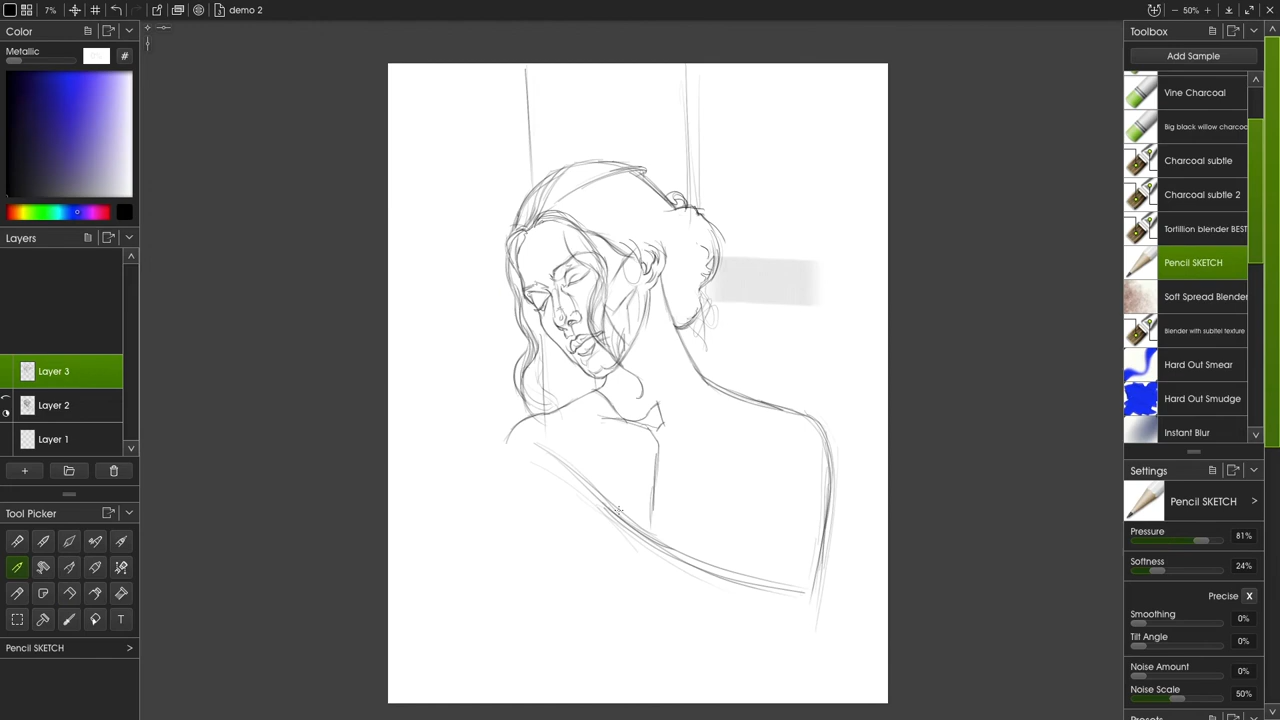 7%
demo 2
50%
Color
Metallic
#
Layers
Layer 3
Layer 2
Layer 1
Tool Picker
T
Pencil SKETCH
Toolbox
Add Sample
Vine Charcoal
Big black willow charcoa
Charcoal subtle
Charcoal subtle 2
Tortillion blender BEST
Pencil SKETCH
Soft Spread Blender
Blender with subtel texture
Hard Out Smear
Hard Out Smudge
Instant Blur
Settings
Pencil SKETCH
Pressure
81%
Softness
24%
Precise X
Smoothing
0%
Tilt Angle
0%
Noise Amount
0%
Noise Scale
50%